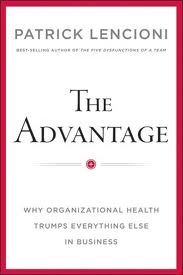 PATRICK LENCIONI
BEST-SELLING AUTHOR OF THE FIVE DYSFUNCTIONS OF A TEAM
THE
ADVANTAGE
WHY ORGANIZATIONAL HEALTH
TRUMPS EVERYTHING ELSE
IN BUSINESS